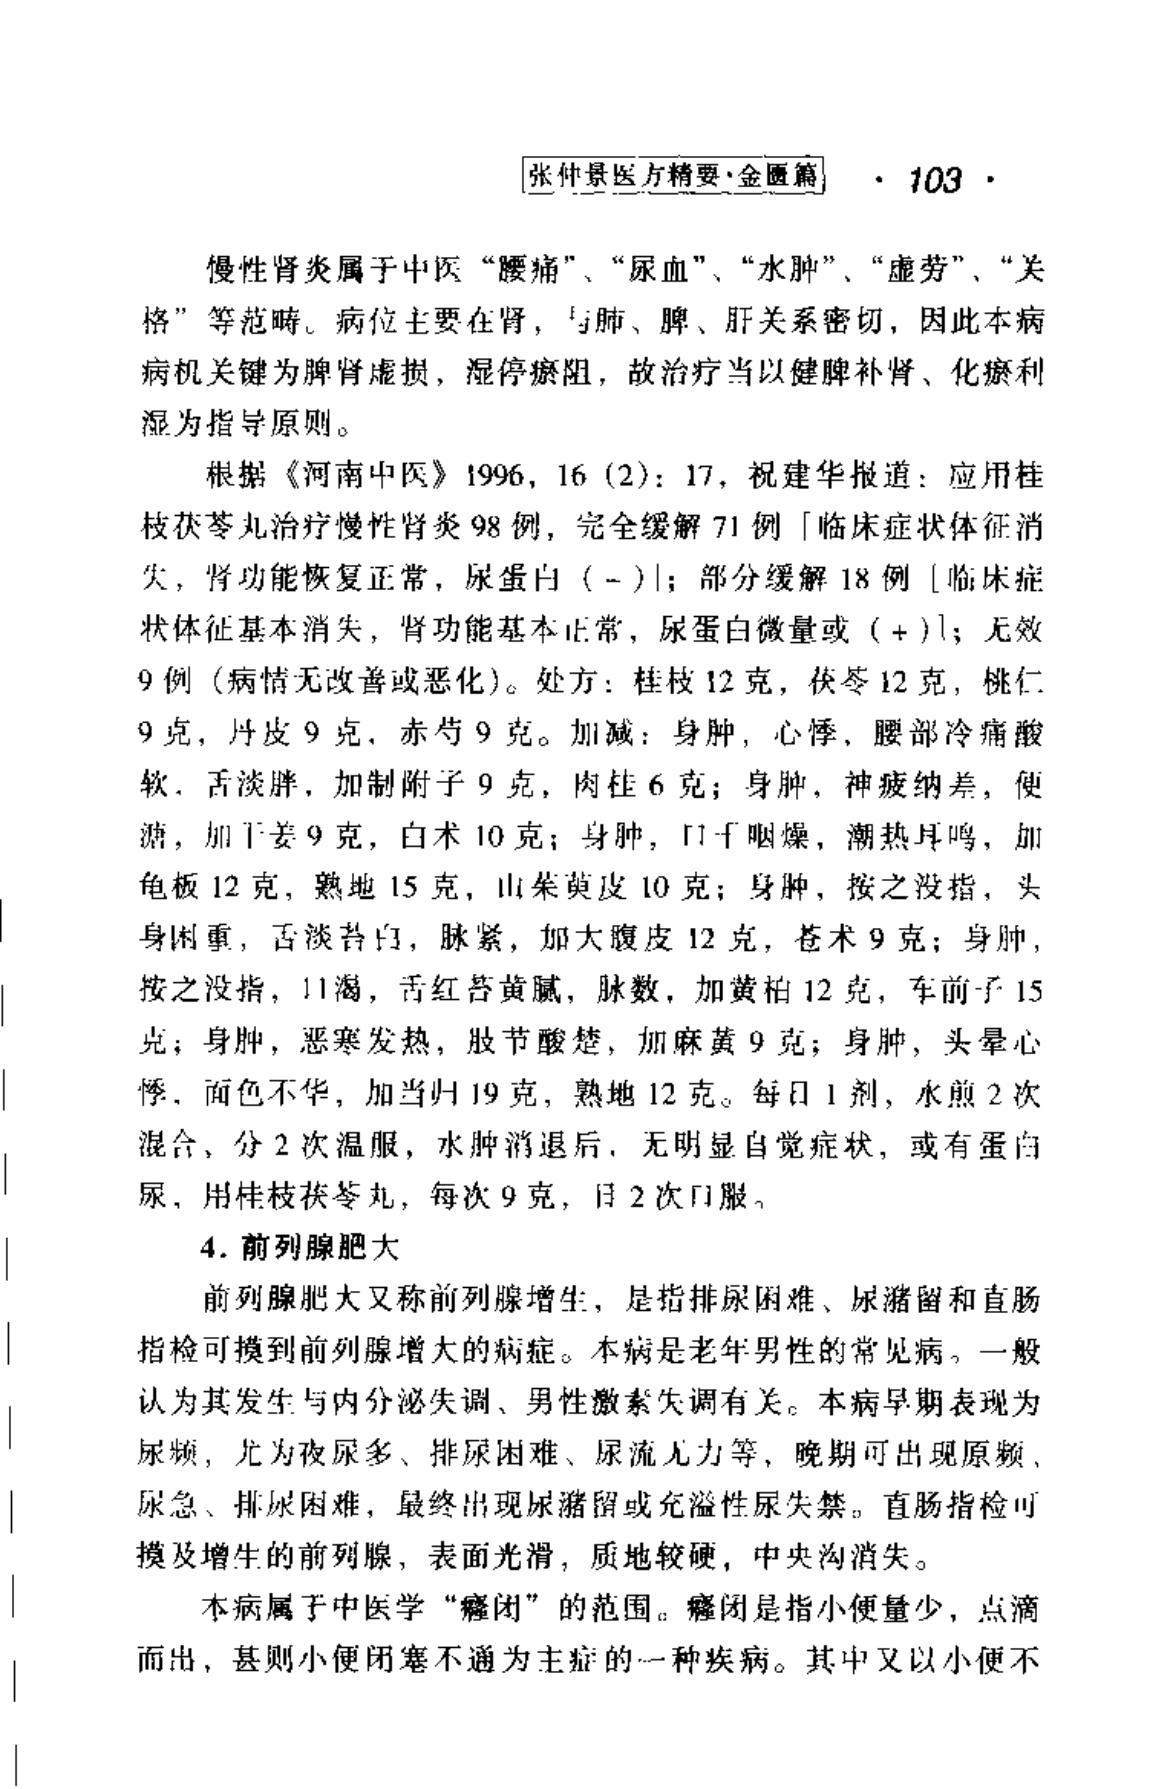 张仲景医方精要·金匮篇 · 103 ·
慢性肾炎属于中医“腰痛”、“尿血”、“水肿”、“虚劳”、“关
格”等范畴。病位主要在肾，与肺、脾、肝关系密切，因此本病
病机关键为脾肾虚损，湿停瘀阻，故治疗当以健脾补肾、化瘀利
湿为指导原则。
根据《河南中医》1996，16（2）：17，祝建华报道：应用桂
枝茯苓丸治疗慢性肾炎98例，完全缓解71例［临床症状体征消
失，肾功能恢复正常，尿蛋白（-）］；部分缓解18例［临床症
状体征基本消失，肾功能基本正常，尿蛋白微量或（+）］；无效
9例（病情无改善或恶化）。处方：桂枝12克，茯苓12克，桃仁
9克，丹皮9克，赤芍9克。加减：身肿，心悸，腰部冷痛酸
软，舌淡胖，加制附子9克，肉桂6克；身肿，神疲纳差，便
溏，加干姜9克，白术10克；身肿，口干咽燥，潮热耳鸣，加
龟板12克，熟地15克，山茱萸皮10克；身肿，按之没指，头
身困重，舌淡苔白，脉紧，加大腹皮12克，苍术9克；身肿，
按之没指，口渴，舌红苔黄腻，脉数，加黄柏12克，车前子15
克；身肿，恶寒发热，肢节酸楚，加麻黄9克；身肿，头晕心
悸，面色不华，加当归19克，熟地12克。每日1剂，水煎2次
混合、分2次温服，水肿消退后，无明显自觉症状，或有蛋白
尿，用桂枝茯苓丸，每次9克，日2次口服。
4. 前列腺肥大
前列腺肥大又称前列腺增生，是指排尿困难、尿潴留和直肠
指检可摸到前列腺增大的病症。本病是老年男性的常见病。一般
认为其发生与内分泌失调、男性激素失调有关。本病早期表现为
尿频，尤为夜尿多、排尿困难、尿流无力等，晚期可出现原频、
尿急、排尿困难，最终出现尿潴留或充溢性尿失禁。直肠指检可
摸及增生的前列腺，表面光滑，质地较硬，中央沟消失。
本病属于中医学“癃闭”的范围。癃闭是指小便量少，点滴
而出，甚则小便闭塞不通为主症的一种疾病。其中又以小便不